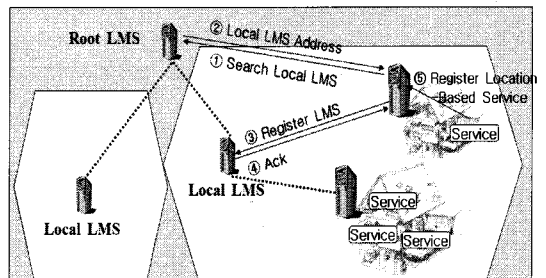 ② Local LMS Address
Root LMS
① Search Local LMS
⑤ Register Location
Based Service
Service
③ Register LMS
④ Ack
Local LMS
Service
Local LMS
Service
Service